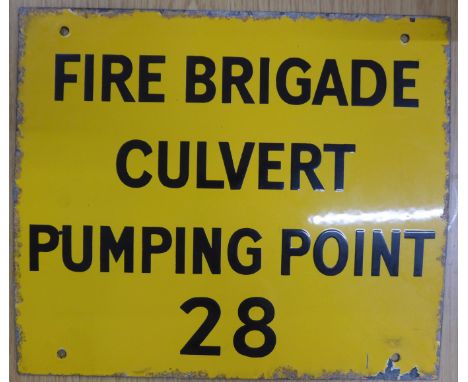 FIRE BRIGADE
CULVERT
PUMPING POINT
28